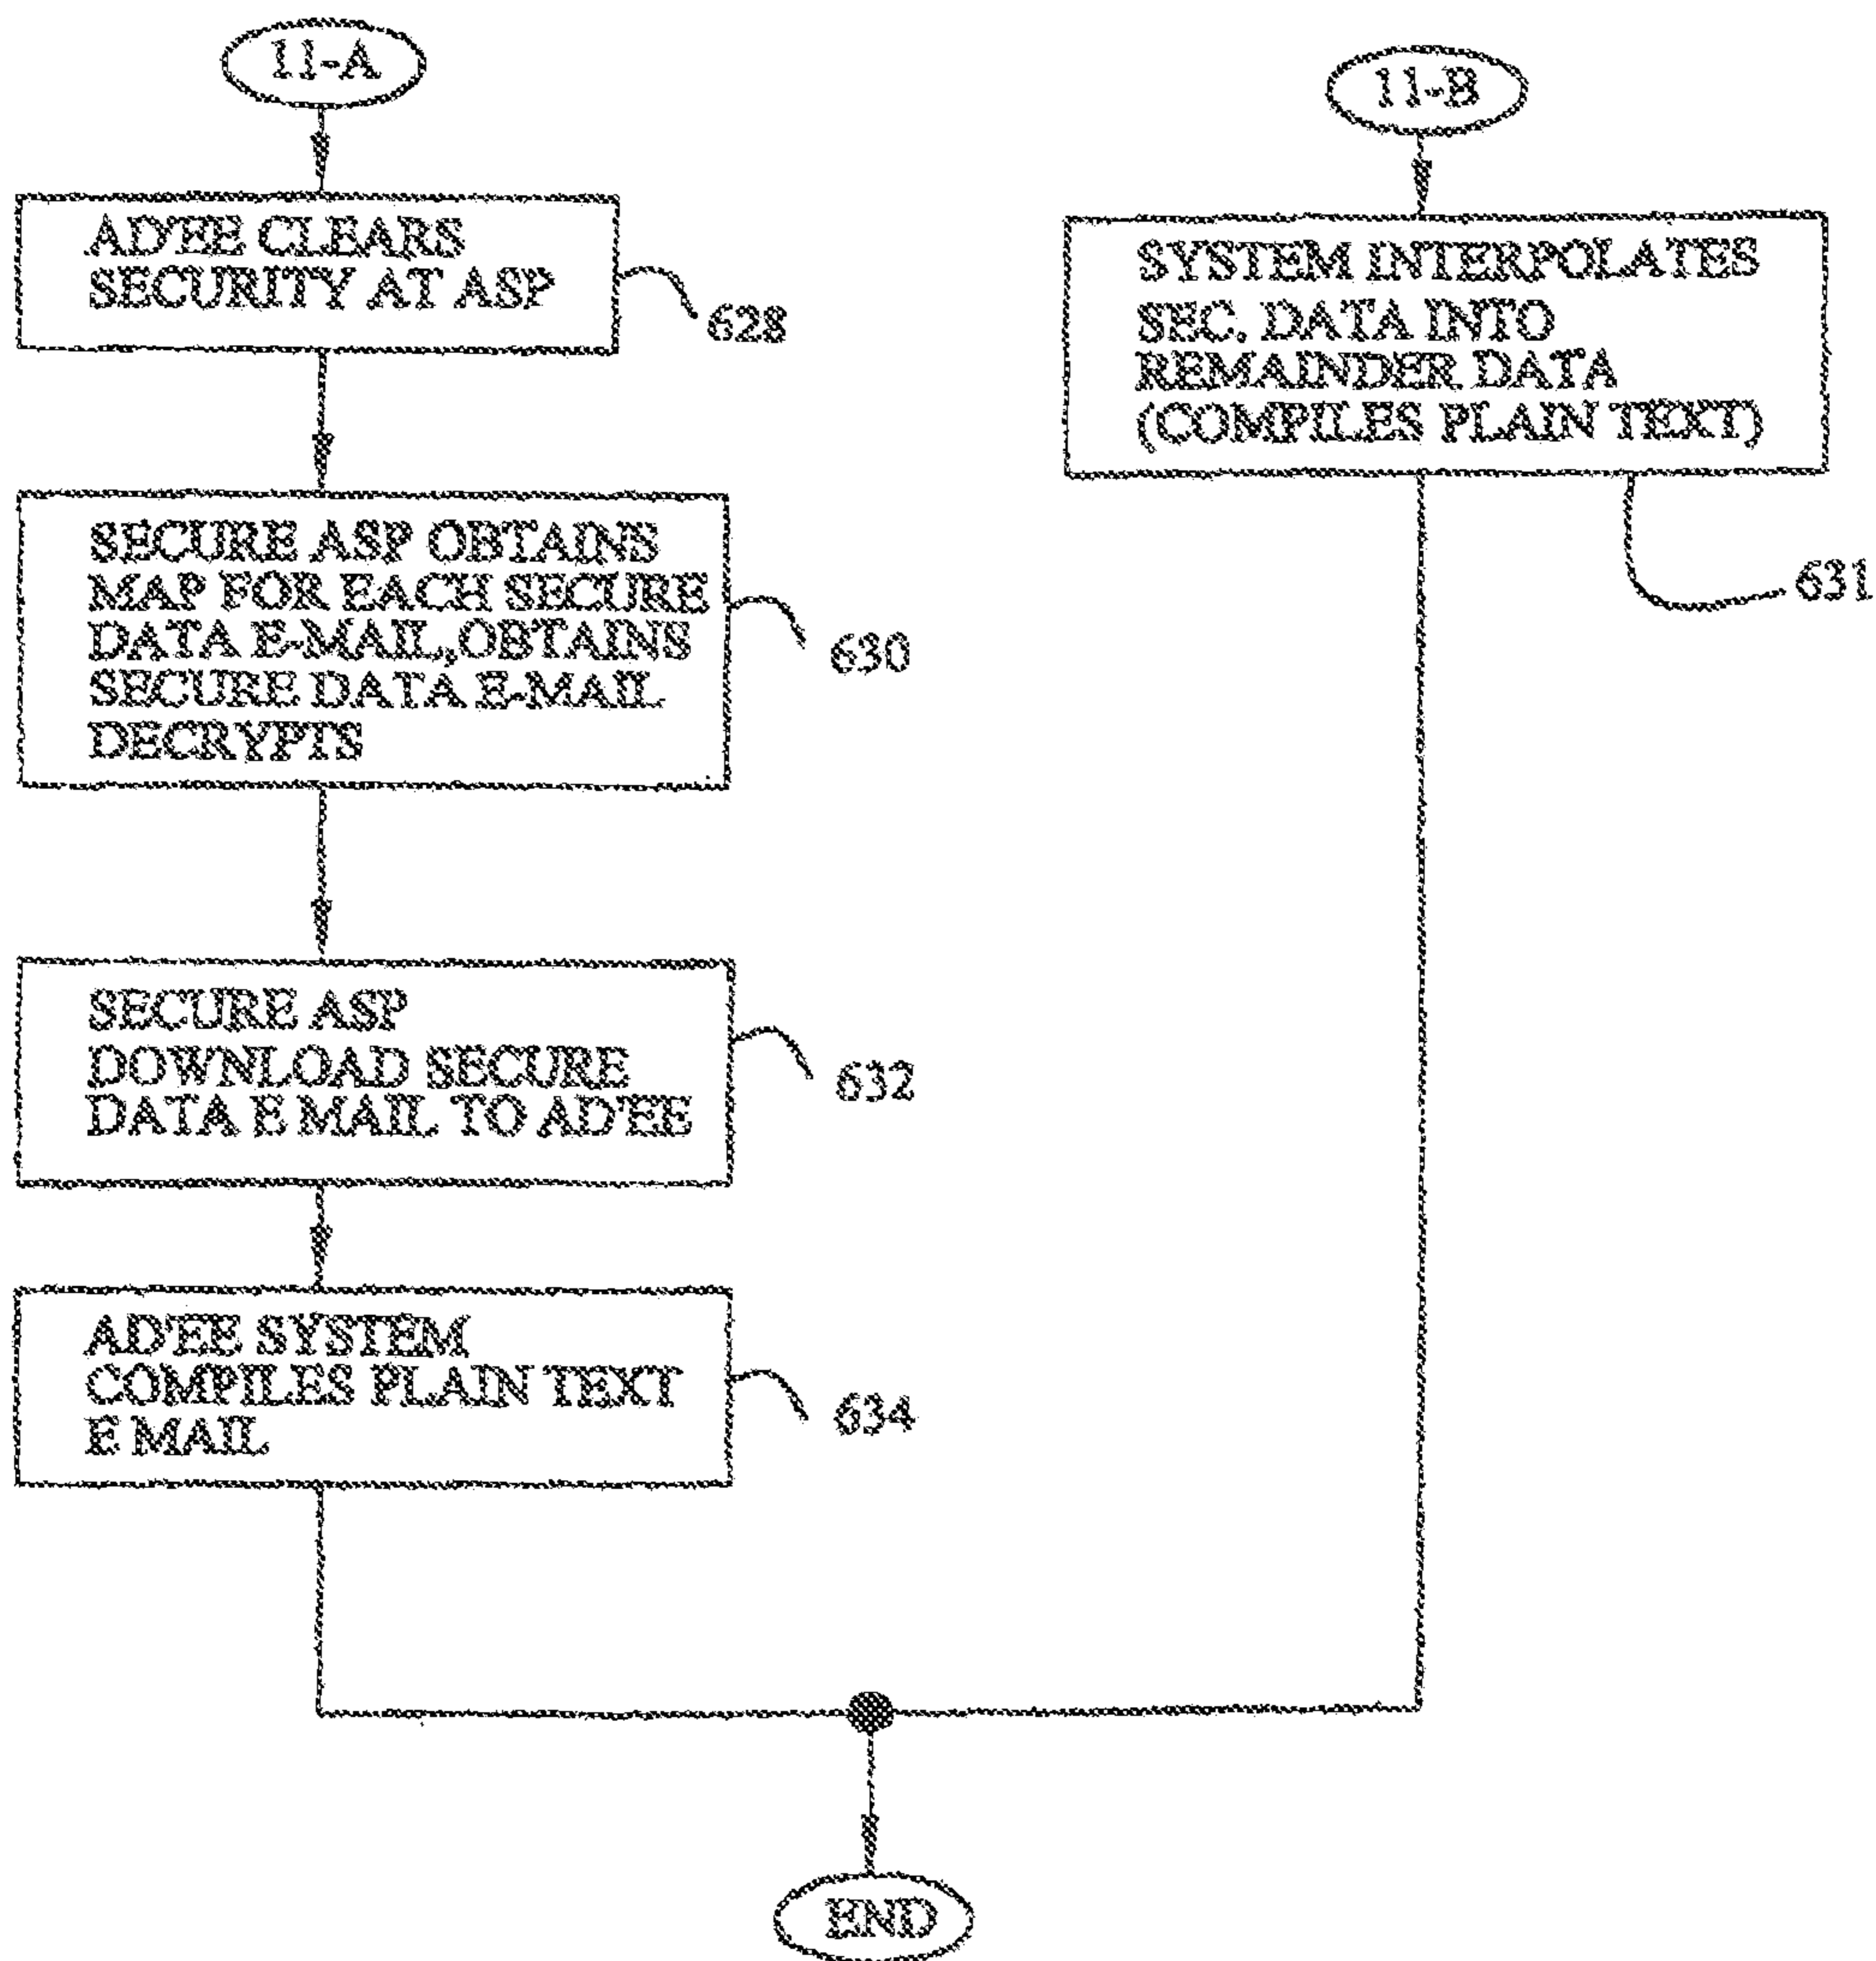 11-A
AD'EE CLEARS
SECURITY AT ASP
628
SECURE ASP OBTAINS
MAP FOR EACH SECURE
DATA E-MAIL,OBTAINS
SECURE DATA E-MAIL
DECRYPTS
630
SECURE ASP
DOWNLOAD SECURE
DATA E MAIL TO AD'EE
632
AD'EE SYSTEM
COMPILES PLAIN TEXT
E MAIL
634
11-B
SYSTEM INTERPOLATES
SEC. DATA INTO
REMAINDER DATA
(COMPILES PLAIN TEXT)
631
END